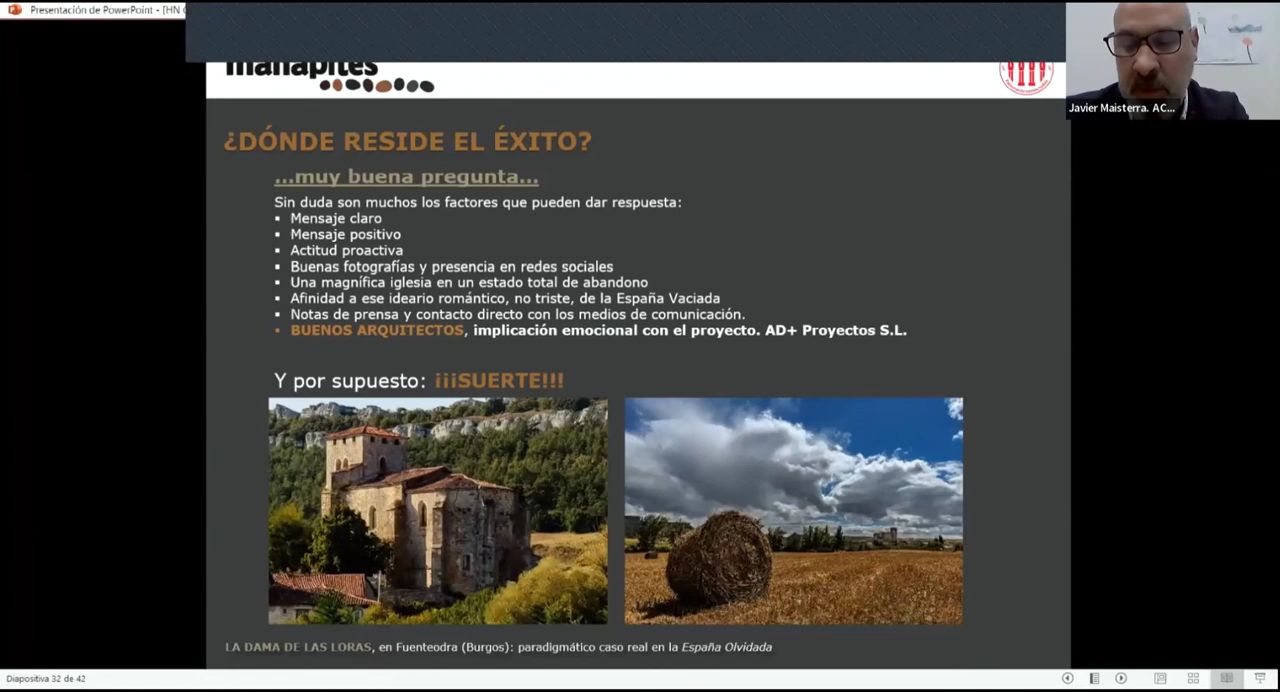 Presentación de PowerPoint - [HN
manapites
Javier Maisterra. AC...
¿DÓNDE RESIDE EL ÉXITO?
...muy buena pregunta...
Sin duda son muchos los factores que pueden dar respuesta:
▪ Mensaje claro
▪ Mensaje positivo
▪ Actitud proactiva
▪ Buenas fotografías y presencia en redes sociales
▪ Una magnífica iglesia en un estado total de abandono
▪ Afinidad a ese ideario romántico, no triste, de la España Vaciada
▪ Notas de prensa y contacto directo con los medios de comunicación.
▪ BUENOS ARQUITECTOS, implicación emocional con el proyecto. AD+ Proyectos S.L.
Y por supuesto: ¡¡¡SUERTE!!!
LA DAMA DE LAS LORAS, en Fuenteodra (Burgos): paradigmático caso real en la España Olvidada
Diapositiva 32 de 42